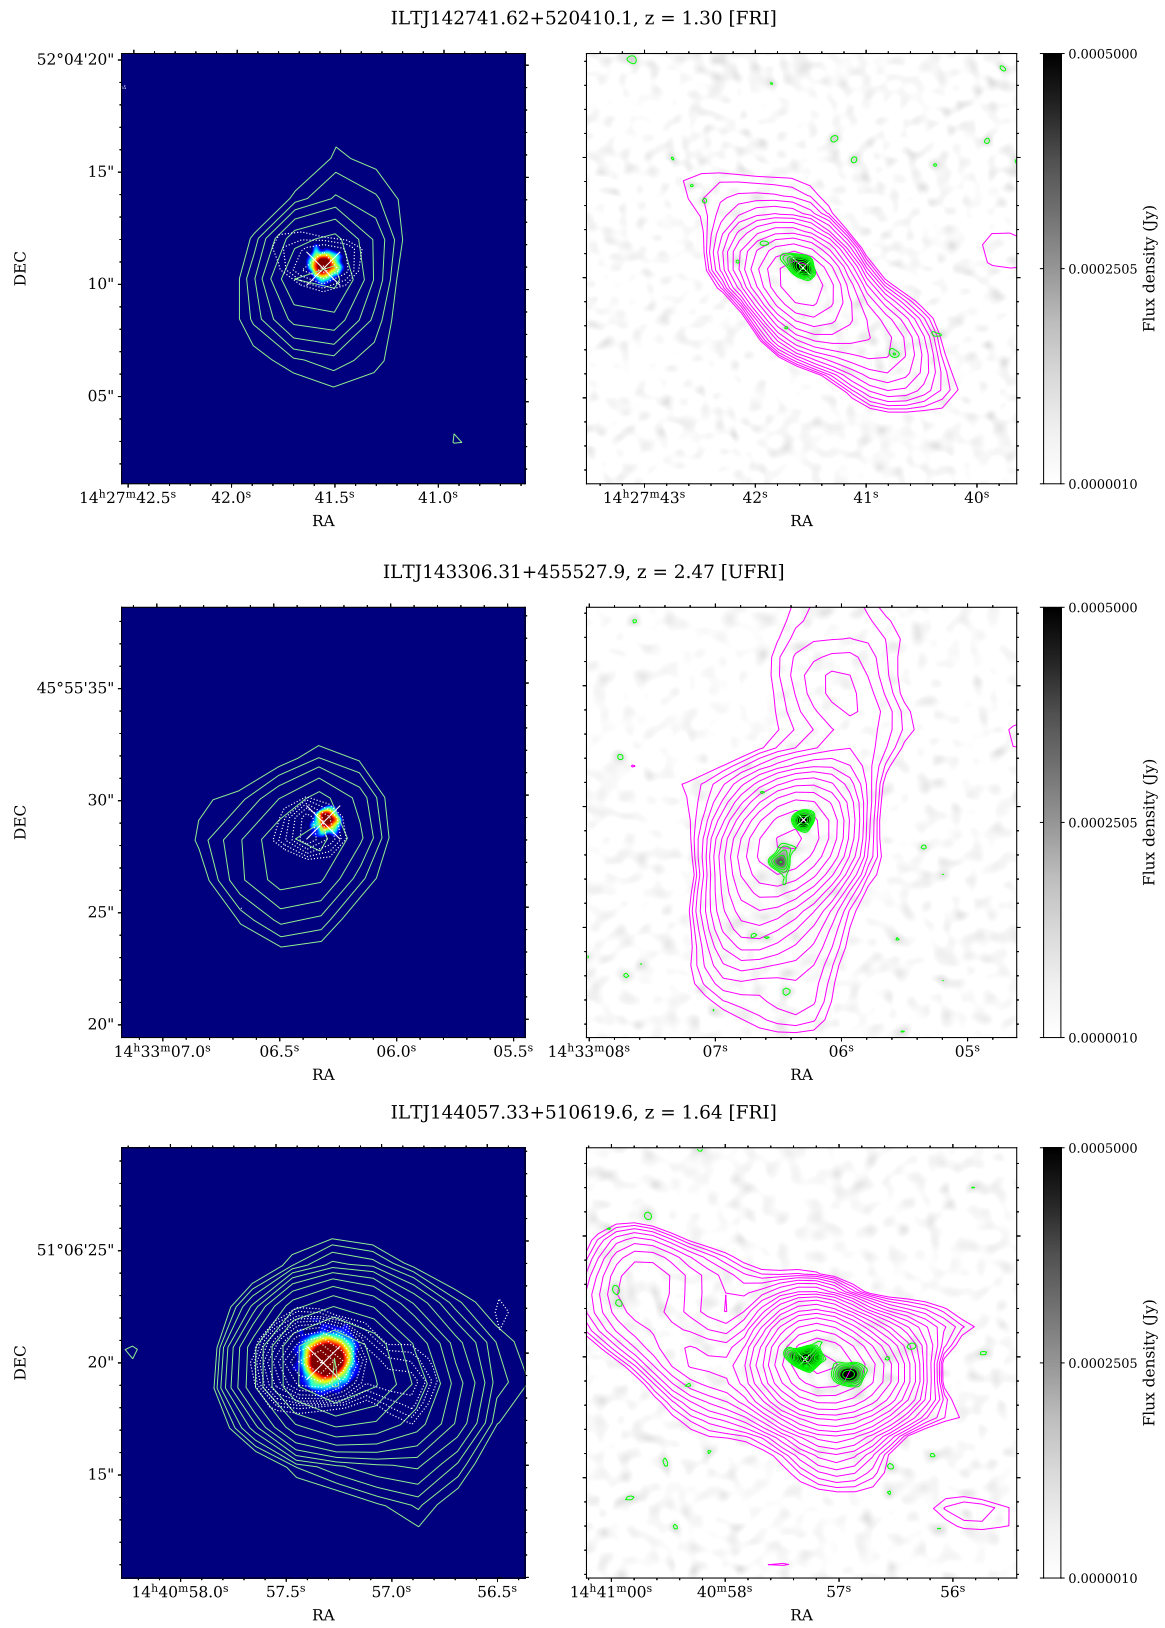 ILTJ142741.62+520410.1, z = 1.30 [FRI]
52°04'20"
15"
10"
05"
DEC
14ʰ27ᵐ42.5ˢ 42.0ˢ 41.5ˢ 41.0ˢ
RA
14ʰ27ᵐ43ˢ 42ˢ 41ˢ 40ˢ
RA
0.0005000
0.0002505
0.0000010
Flux density (Jy)
ILTJ143306.31+455527.9, z = 2.47 [UFRI]
45°55'35"
30"
25"
20"
DEC
14ʰ33ᵐ07.0ˢ 06.5ˢ 06.0ˢ 05.5ˢ
RA
14ʰ33ᵐ08ˢ 07ˢ 06ˢ 05ˢ
RA
0.0005000
0.0002505
0.0000010
Flux density (Jy)
ILTJ144057.33+510619.6, z = 1.64 [FRI]
51°06'25"
20"
15"
DEC
14ʰ40ᵐ58.0ˢ 57.5ˢ 57.0ˢ 56.5ˢ
RA
14ʰ41ᵐ00ˢ 40ᵐ58ˢ 57ˢ 56ˢ
RA
0.0005000
0.0002505
0.0000010
Flux density (Jy)